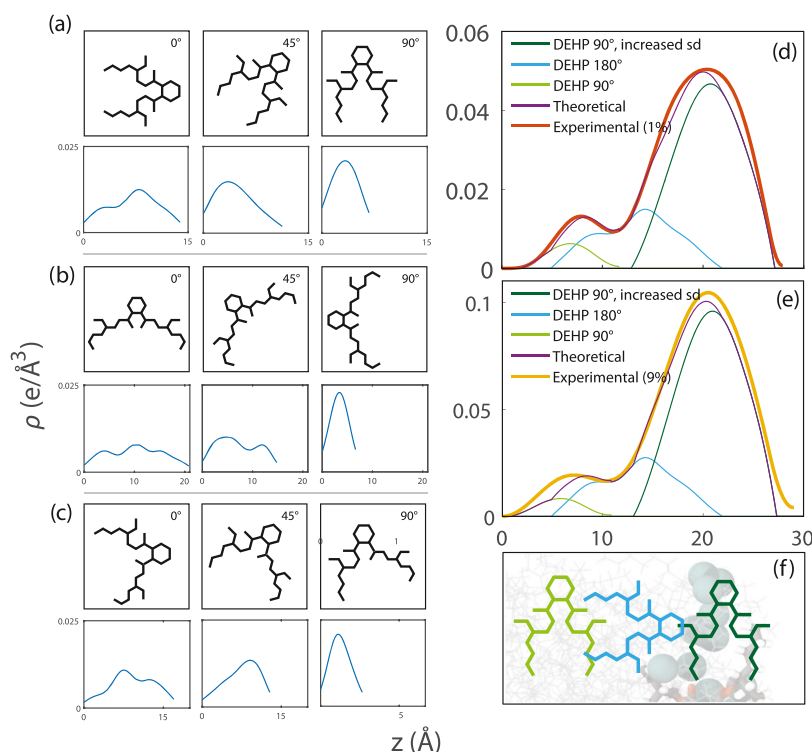 (a)
0°
45°
90°
0.025
0
0
15
0
15
0
15
(b)
0°
45°
90°
0.025
0
0
10
20
0
10
20
0
10
20
(c)
0°
45°
90°
0
1
0.025
0
0
15
0
15
5
ρ (e/Å³)
z (Å)
0.06
(d)
DEHP 90°, increased sd
DEHP 180°
DEHP 90°
Theoretical
Experimental (1%)
0.04
0.02
0
0.1
(e)
DEHP 90°, increased sd
DEHP 180°
DEHP 90°
Theoretical
Experimental (9%)
0.05
0
0
10
20
30
(f)